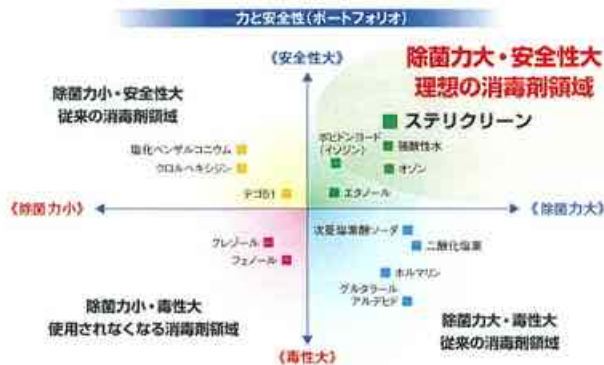 力と安全性(ポートフォリオ)
《安全性大》
除菌力大・安全性大
理想の消毒剤領域
除菌力小・安全性大
従来の消毒剤領域
ステリクリーン
ポビドンヨード
(イソジン)
強酸性水
塩化ベンザルコニウム
クロルヘキシジン
オゾン
テゴ51
エタノール
《除菌力小》
《除菌力大》
次亜塩素酸ソーダ
クレゾール
二酸化塩素
フェノール
ホルマリン
グルタラール
アルデヒド
除菌力小・毒性大
使用されなくなる消毒剤領域
除菌力大・毒性大
従来の消毒剤領域
《毒性大》